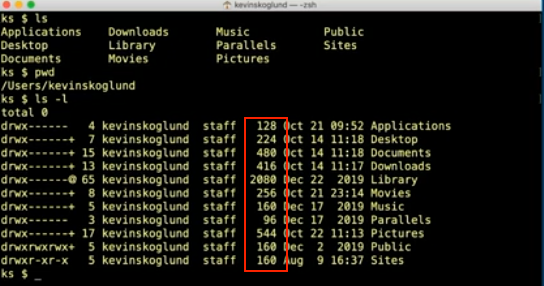 kevinskoglund — -zsh
ks $ ls
Applications Downloads Music Public
Desktop Library Parallels Sites
Documents Movies Pictures
ks $ pwd
/Users/kevinskoglund
ks $ ls -l
total 0
drwx------ 4 kevinskoglund staff 128 Oct 21 09:52 Applications
drwx------+ 7 kevinskoglund staff 224 Oct 14 11:18 Desktop
drwx------+ 15 kevinskoglund staff 480 Oct 14 11:18 Documents
drwx------+ 13 kevinskoglund staff 416 Oct 14 11:17 Downloads
drwx------@ 65 kevinskoglund staff 2080 Dec 22 2019 Library
drwx------+ 8 kevinskoglund staff 256 Oct 21 23:14 Movies
drwx------+ 5 kevinskoglund staff 160 Dec 17 2019 Music
drwx------ 3 kevinskoglund staff 96 Dec 17 2019 Parallels
drwx------+ 17 kevinskoglund staff 544 Oct 22 11:13 Pictures
drwxrwxrwx+ 5 kevinskoglund staff 160 Dec 2 2019 Public
drwxr-xr-x 5 kevinskoglund staff 160 Aug 9 16:37 Sites
ks $ _